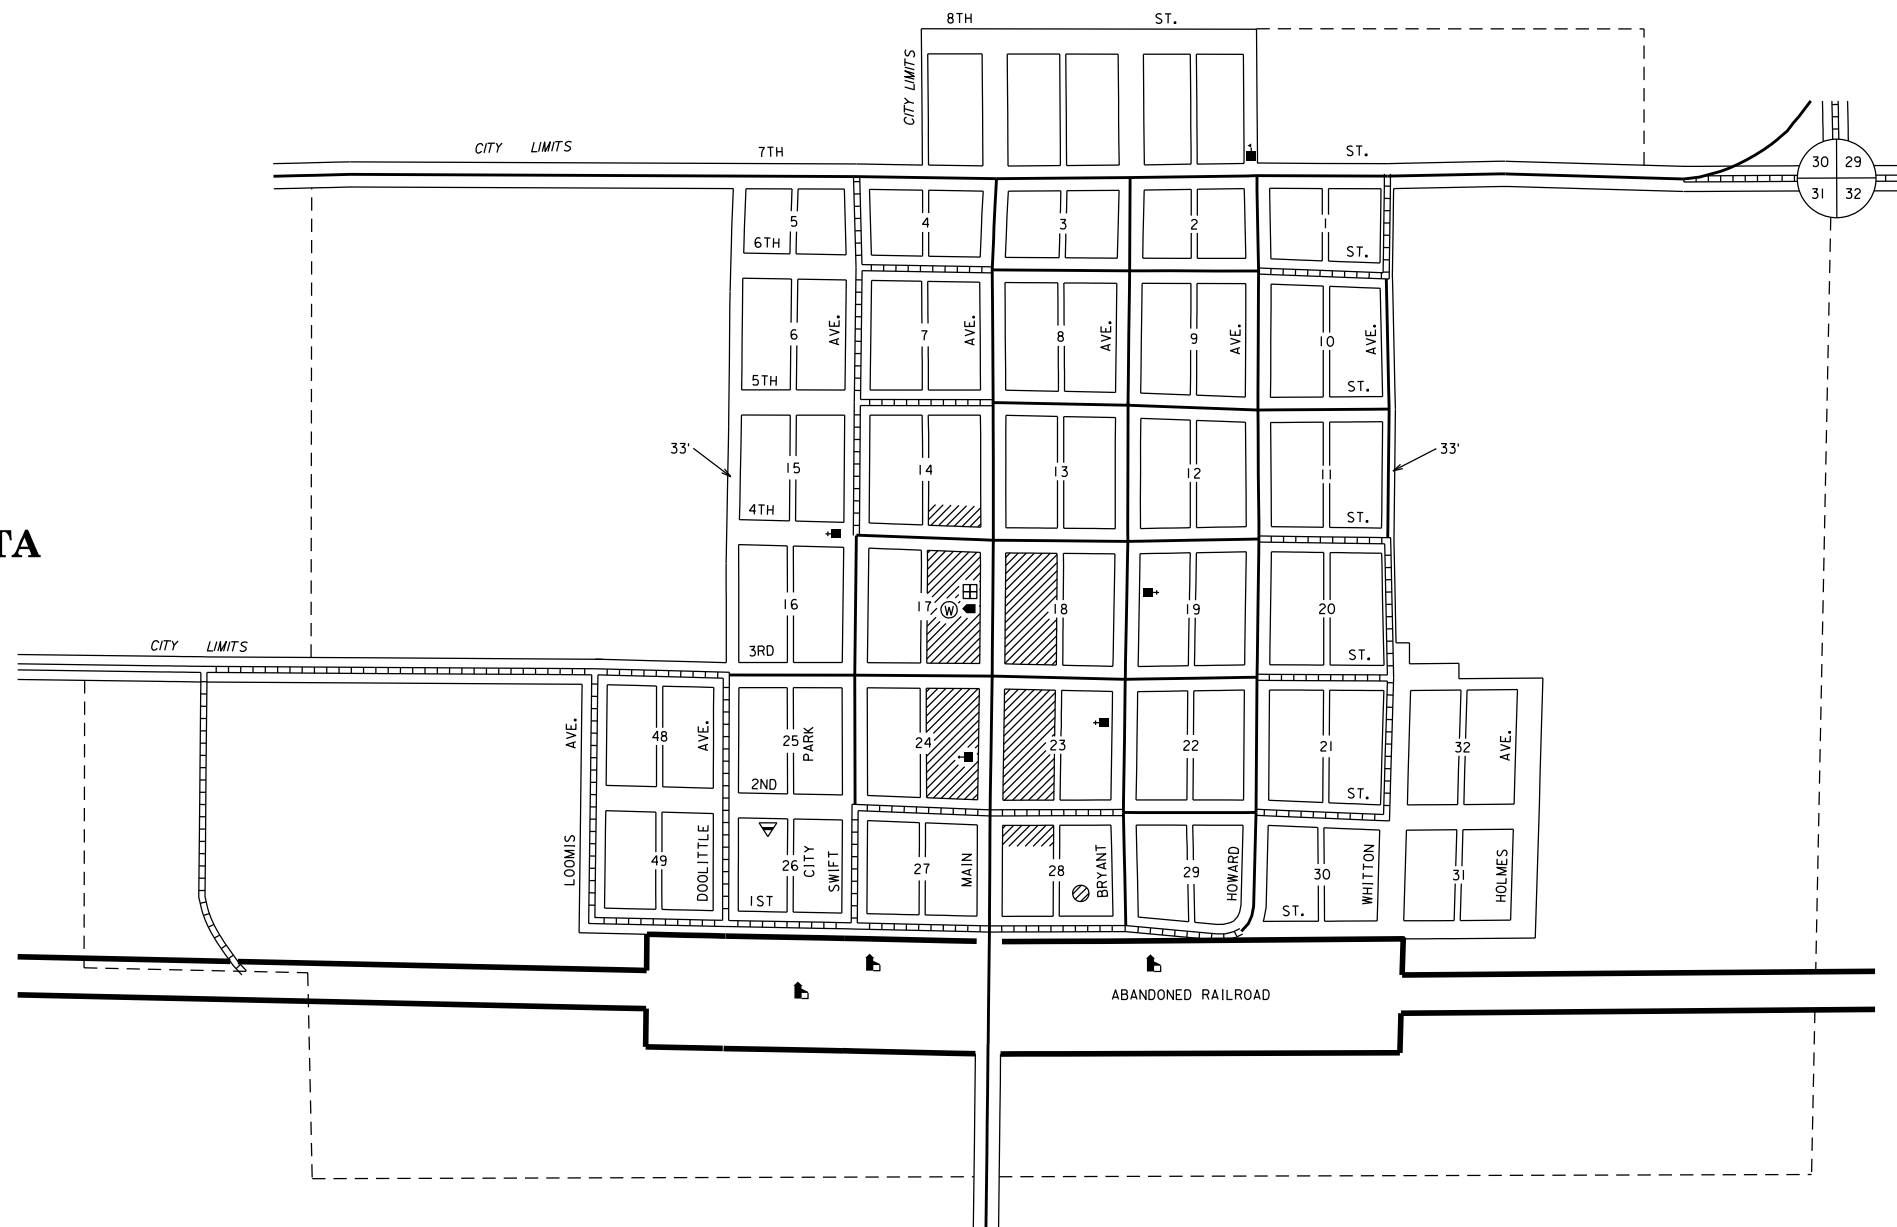 8TH ST.
CITY LIMITS
CITY LIMITS 7TH ST.
30 29
31 32
5 4 3 2 1
6TH ST.
6 7 8 9 10
AVE. AVE. AVE. AVE. AVE.
5TH ST.
33' 33'
15 14 13 12 11
4TH ST.
TA
16 17 W 18 19 20
CITY LIMITS
3RD ST.
AVE. 48 AVE. 25 PARK 24 23 22 21 32 AVE.
2ND ST.
LOOMIS 49 DOOLITTLE 26 CITY SWIFT 27 MAIN 28 BRYANT 29 HOWARD 30 WHITTON 31 HOLMES
1ST ST.
ABANDONED RAILROAD